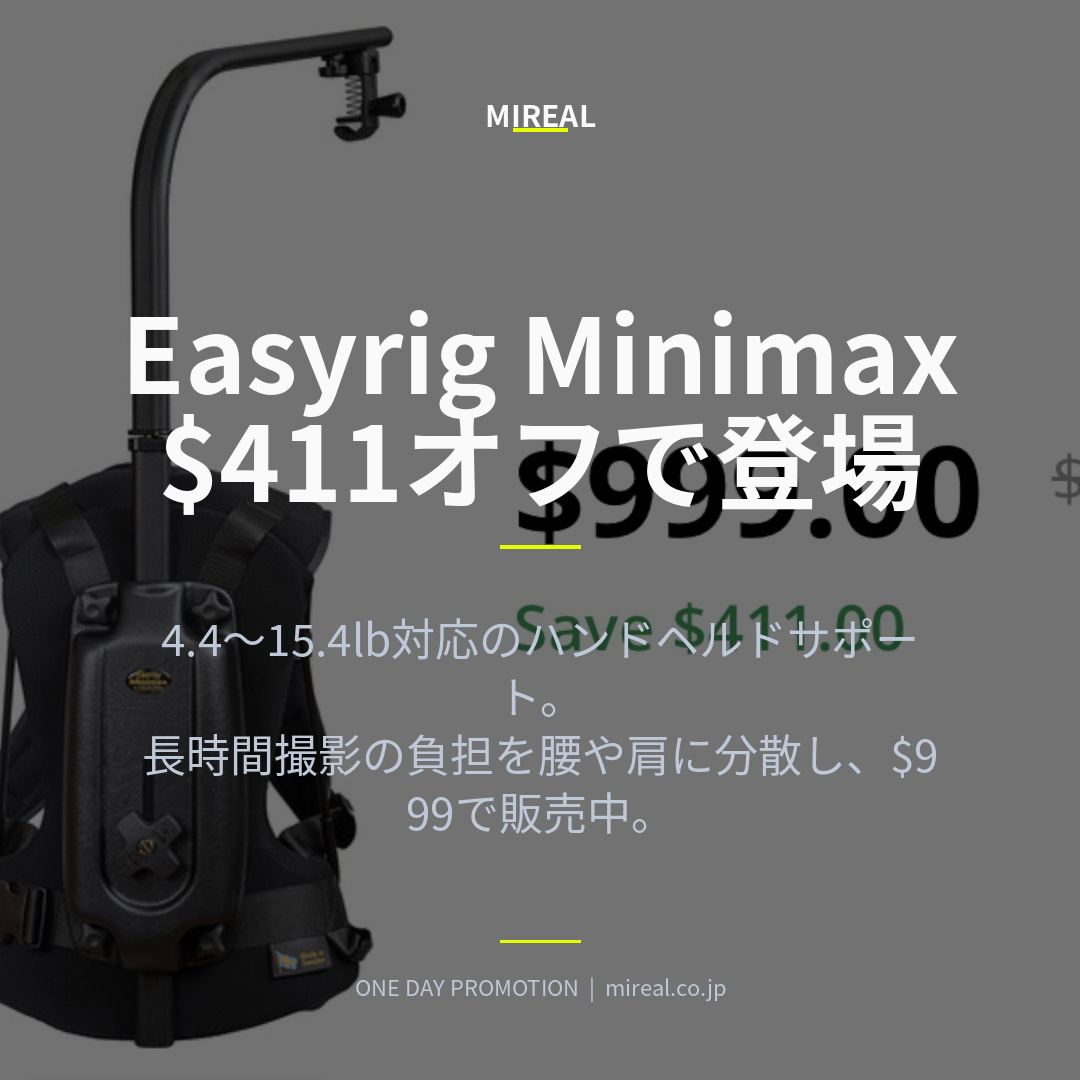 MIREAL
Easyrig Minimax
$411オフで登場
$999.00
$
Save $411.00
4.4〜15.4lb対応のハンドヘルドサポー
ト。
長時間撮影の負担を腰や肩に分散し、$9
99で販売中。
Made in
Sweden
ONE DAY PROMOTION | mireal.co.jp